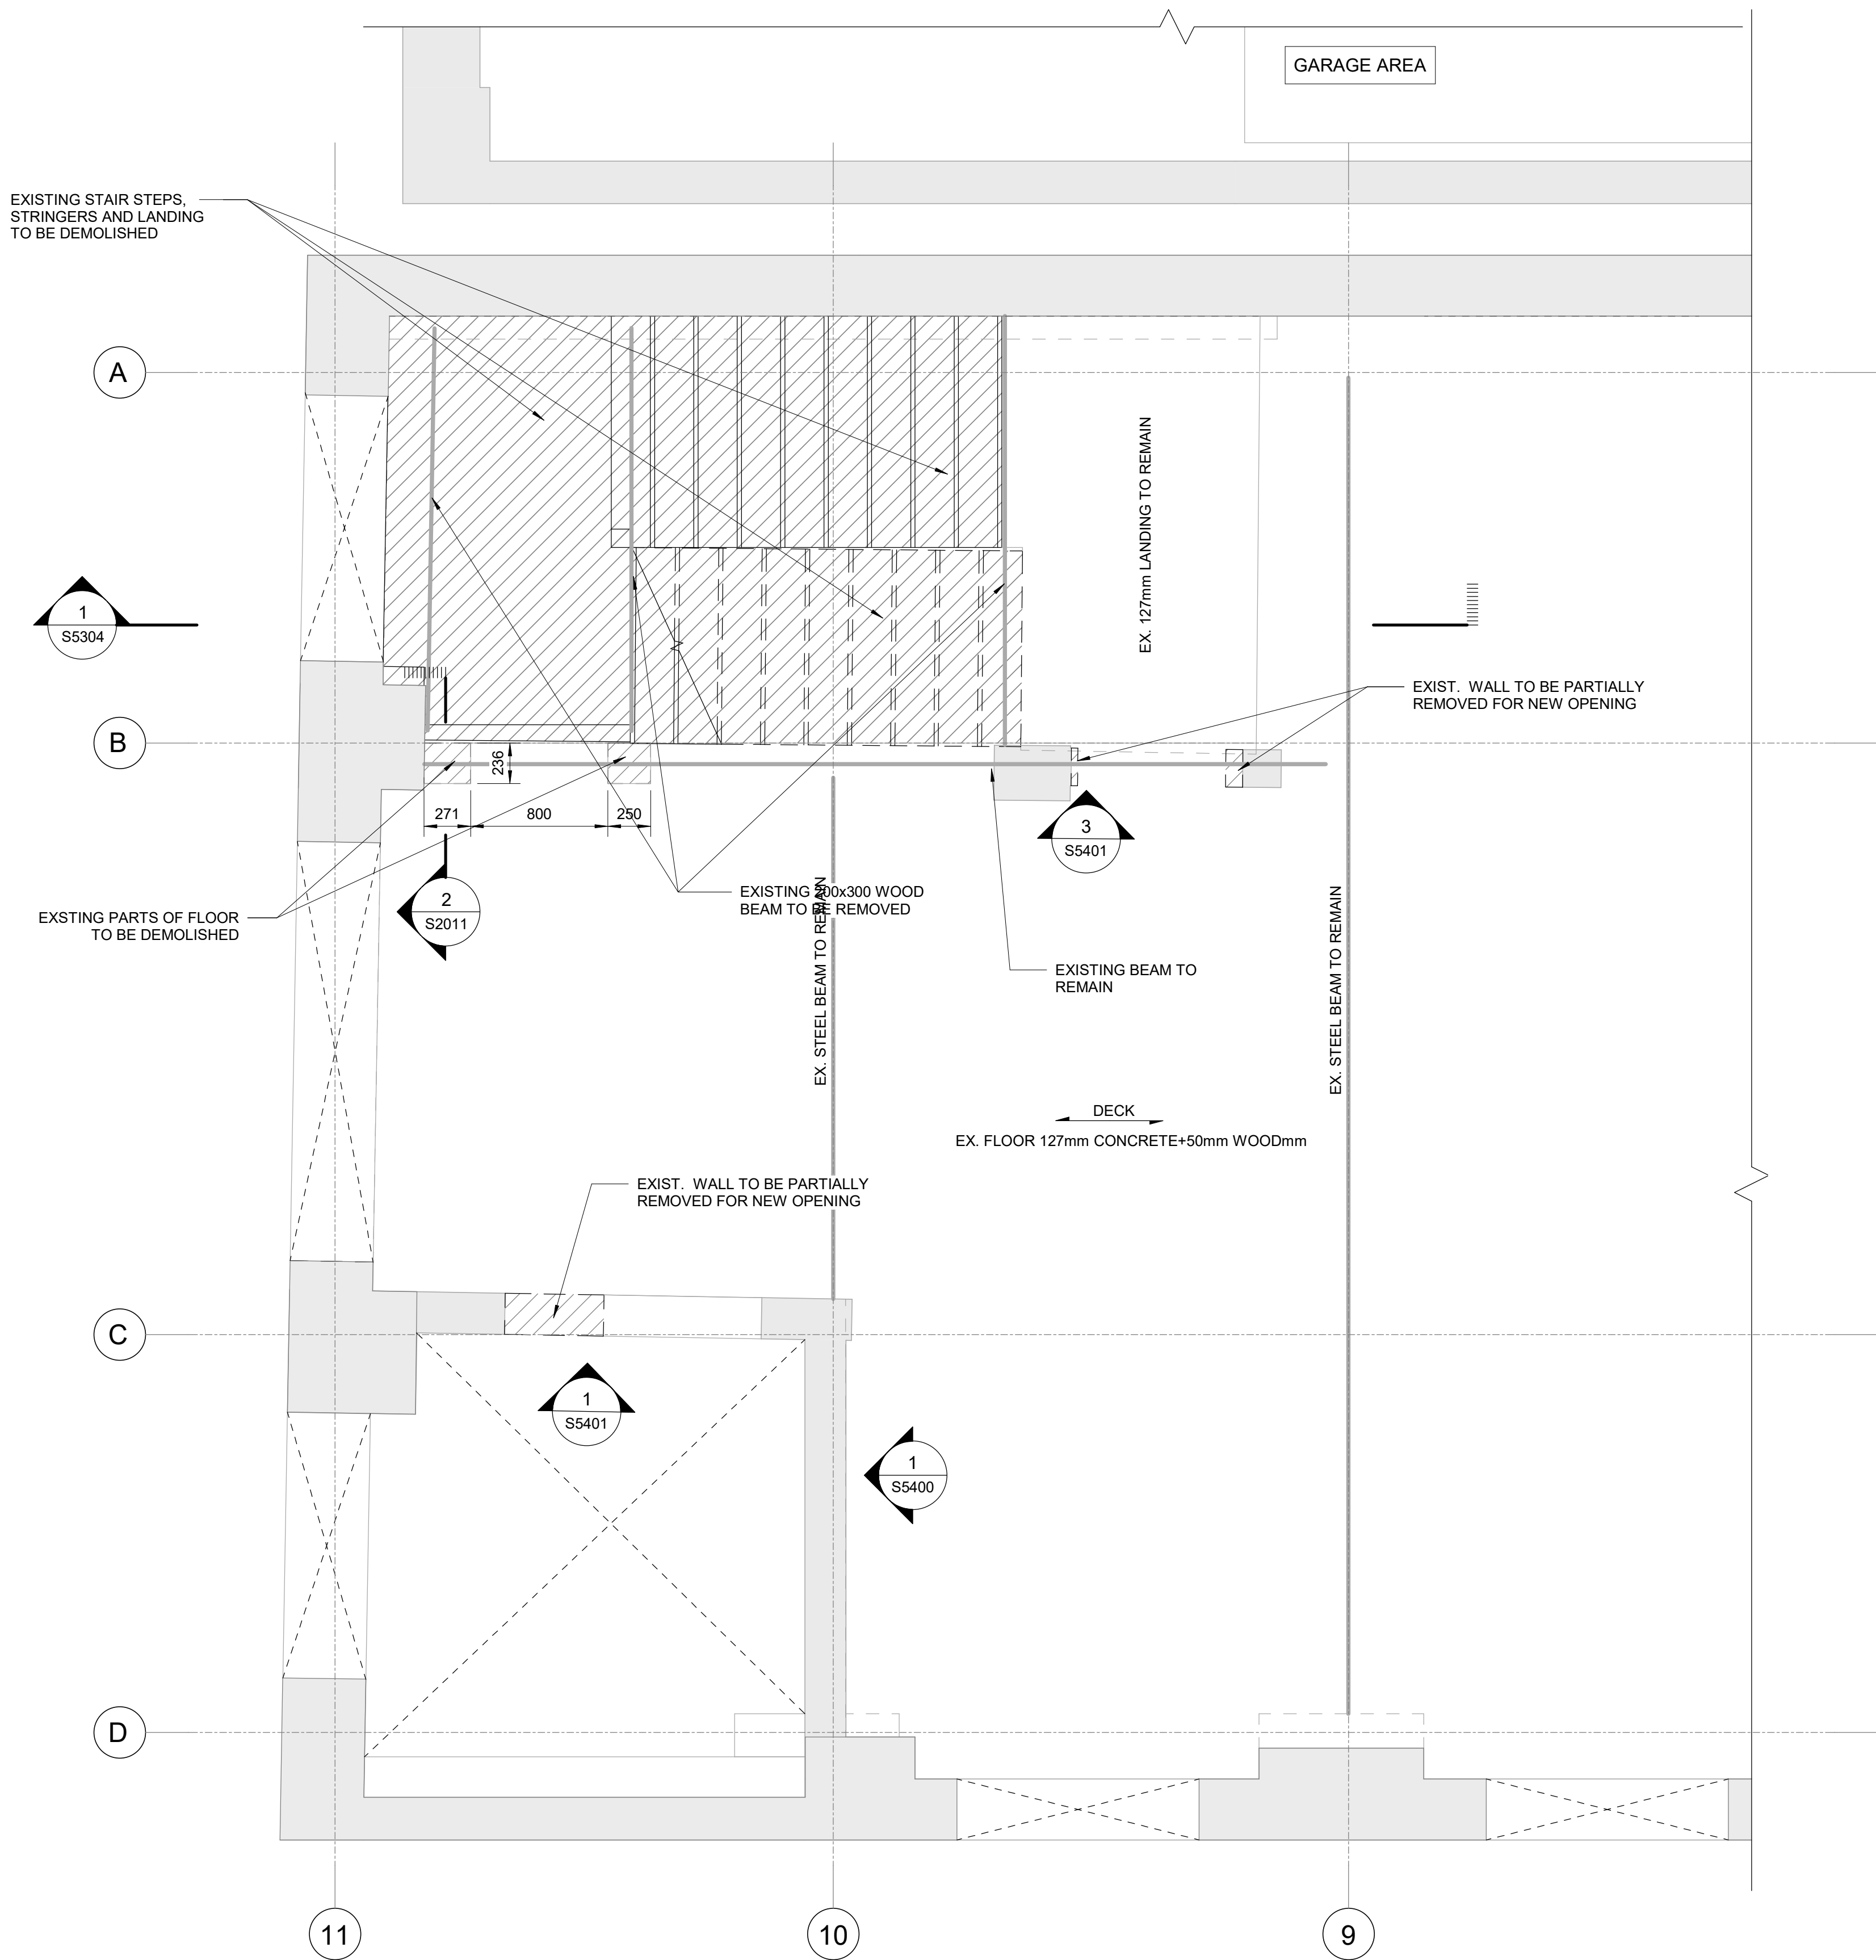 GARAGE AREA
EXISTING STAIR STEPS,
STRINGERS AND LANDING
TO BE DEMOLISHED
A
EX. 127mm LANDING TO REMAIN
1
S5304
EXIST. WALL TO BE PARTIALLY
REMOVED FOR NEW OPENING
B
236
271
800
250
3
S5401
EXISTING 200x300 WOOD
BEAM TO BE REMOVED
2
S2011
EXSTING PARTS OF FLOOR
TO BE DEMOLISHED
EX. STEEL BEAM TO REMAIN
EX. STEEL BEAM TO REMAIN
EXISTING BEAM TO
REMAIN
DECK
EX. FLOOR 127mm CONCRETE+50mm WOODmm
EXIST. WALL TO BE PARTIALLY
REMOVED FOR NEW OPENING
C
1
S5401
1
S5400
D
11
10
9